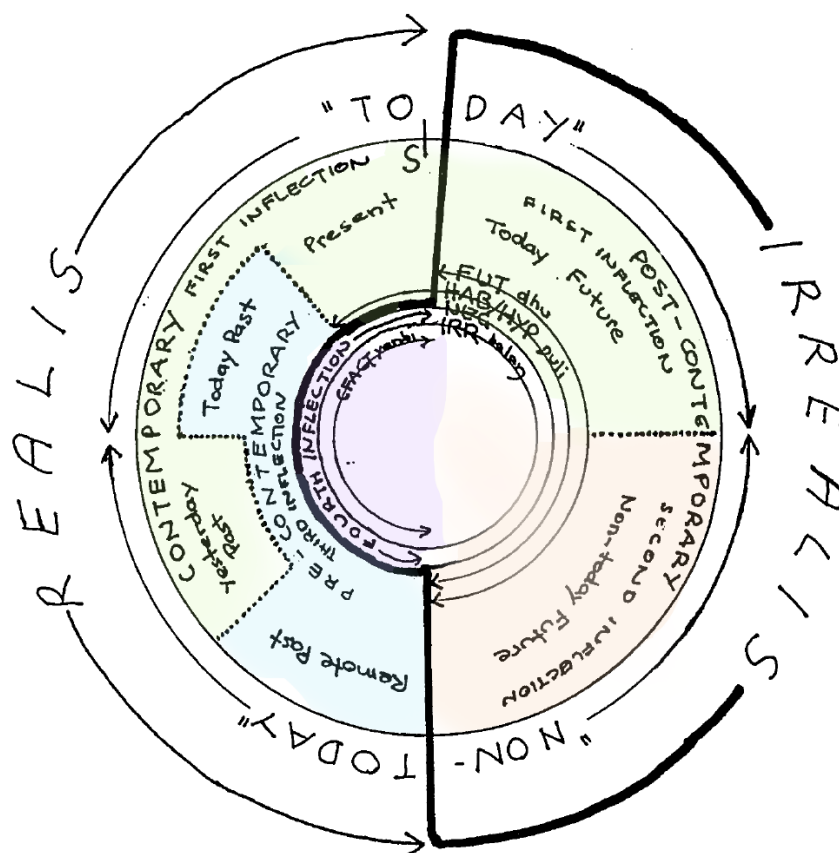 REALIS
IRREALIS
"TODAY"
S
CONTEMPORARY FIRST INFLECTION
Present
POST-CONTEMPORARY
FIRST INFLECTION
Today Future
Today Past
PRE-CONTEMPORARY
THIRD INFLECTION
FOURTH INFLECTION
FUT dhu
HAB/HYP puli
NEG
IRR balay
Yesterday
Past
Remote Past
SECOND INFLECTION
Non-today Future
"NON-TODAY"